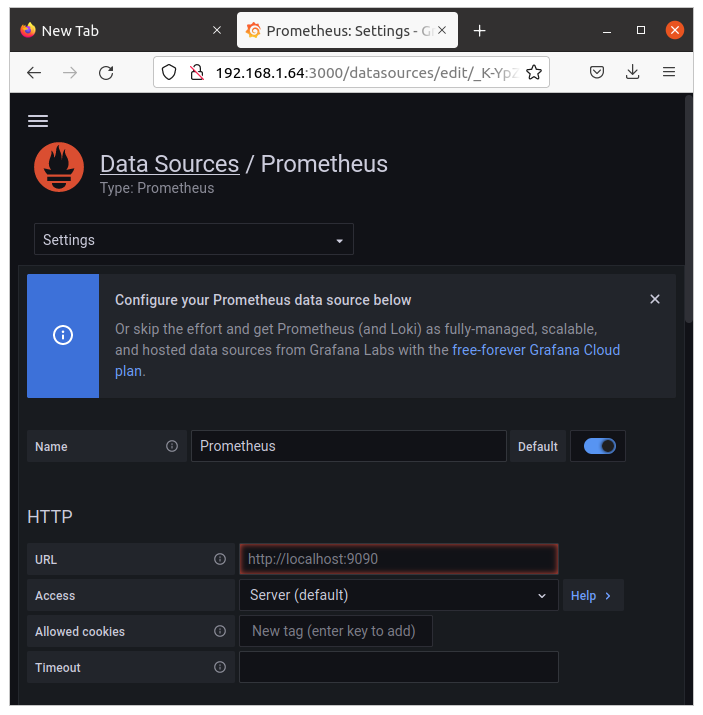 New Tab
Prometheus: Settings - Gr
192.168.1.64:3000/datasources/edit/_K-YpZ
Data Sources / Prometheus
Type: Prometheus
Settings
Configure your Prometheus data source below
Or skip the effort and get Prometheus (and Loki) as fully-managed, scalable,
and hosted data sources from Grafana Labs with the free-forever Grafana Cloud
plan.
Name Prometheus Default
HTTP
URL http://localhost:9090
Access Server (default) Help
Allowed cookies New tag (enter key to add)
Timeout